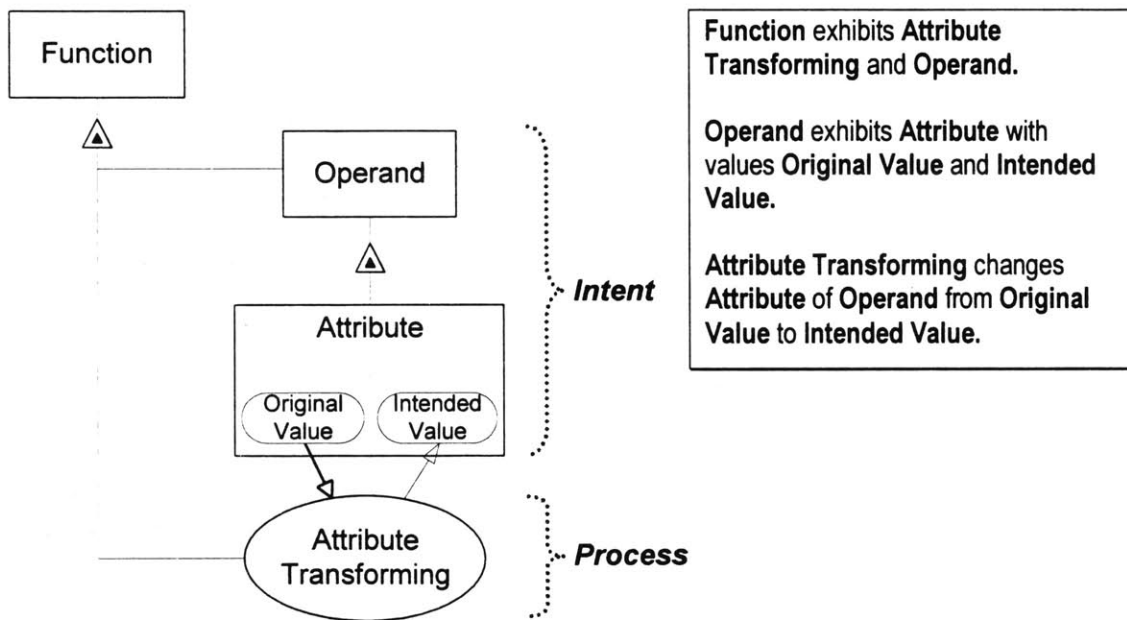 Function
Operand
Attribute
Original
Value
Intended
Value
Attribute
Transforming
Intent
Process
Function exhibits Attribute
Transforming and Operand.
Operand exhibits Attribute with
values Original Value and Intended
Value.
Attribute Transforming changes
Attribute of Operand from Original
Value to Intended Value.